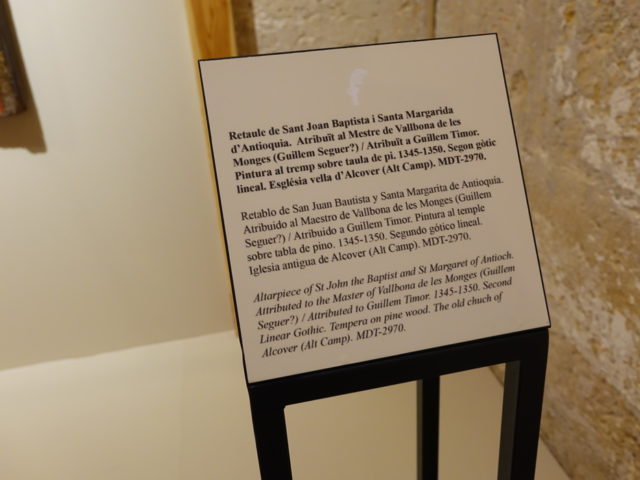 Retaule de Sant Joan Baptista i Santa Margarida
d'Antioquia. Atribuït al Mestre de Vallbona de les
Monges (Guillem Seguer?) / Atribuït a Guillem Timor.
Pintura al tremp sobre taula de pi. 1345-1350. Segon gòtic
lineal. Església vella d'Alcover (Alt Camp). MDT-2970.
Retablo de San Juan Bautista y Santa Margarita de Antioquía.
Atribuido al Maestro de Vallbona de les Monges (Guillem
Seguer?) / Atribuido a Guillem Timor. Pintura al temple
sobre tabla de pino. 1345-1350. Segundo gótico lineal.
Iglesia antigua de Alcover (Alt Camp). MDT-2970.
Altarpiece of St John the Baptist and St Margaret of Antioch.
Attributed to the Master of Vallbona de les Monges (Guillem
Seguer?) / Attributed to Guillem Timor. 1345-1350. Second
Linear Gothic. Tempera on pine wood. The old chuch of
Alcover (Alt Camp). MDT-2970.